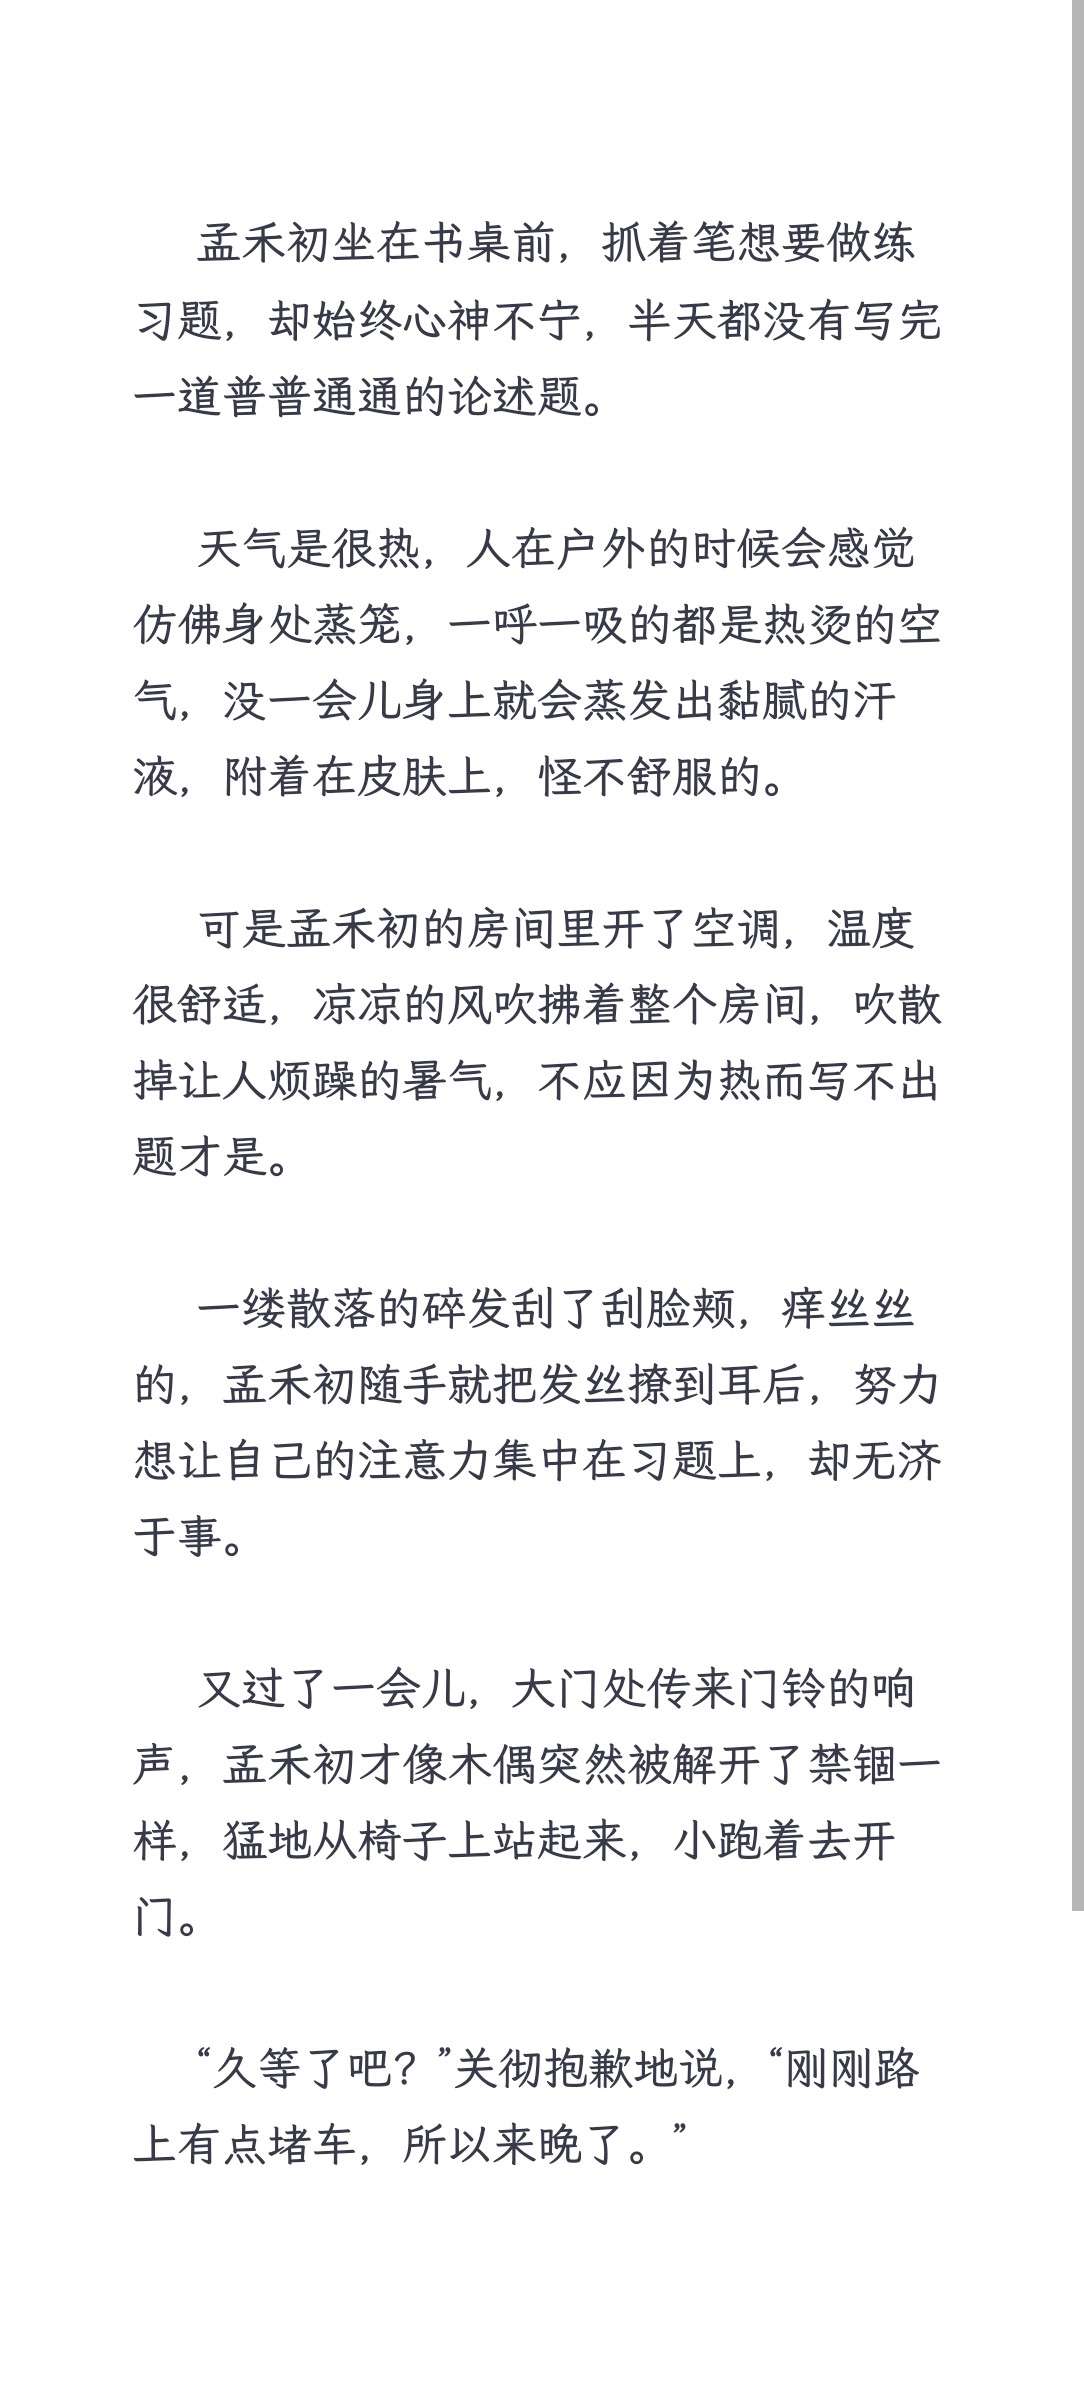 孟禾初坐在书桌前，抓着笔想要做练
习题，却始终心神不宁，半天都没有写完
一道普普通通的论述题。
天气是很热，人在户外的时候会感觉
仿佛身处蒸笼，一呼一吸的都是热烫的空
气，没一会儿身上就会蒸发出黏腻的汗
液，附着在皮肤上，怪不舒服的。
可是孟禾初的房间里开了空调，温度
很舒适，凉凉的风吹拂着整个房间，吹散
掉让人烦躁的暑气，不应因为热而写不出
题才是。
一缕散落的碎发刮了刮脸颊，痒丝丝
的，孟禾初随手就把发丝撩到耳后，努力
想让自己的注意力集中在习题上，却无济
于事。
又过了一会儿，大门处传来门铃的响
声，孟禾初才像木偶突然被解开了禁锢一
样，猛地从椅子上站起来，小跑着去开
门。
“久等了吧？”关彻抱歉地说，“刚刚路
上有点堵车，所以来晚了。”